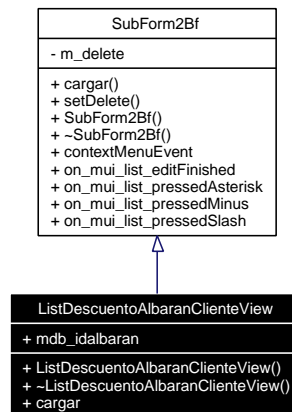 SubForm2Bf
- m_delete
+ cargar()
+ setDelete()
+ SubForm2Bf()
+ ~SubForm2Bf()
+ contextMenuEvent
+ on_mui_list_editFinished
+ on_mui_list_pressedAsterisk
+ on_mui_list_pressedMinus
+ on_mui_list_pressedSlash
ListDescuentoAlbaranClienteView
+ mdb_idalbaran
+ ListDescuentoAlbaranClienteView()
+ ~ListDescuentoAlbaranClienteView()
+ cargar